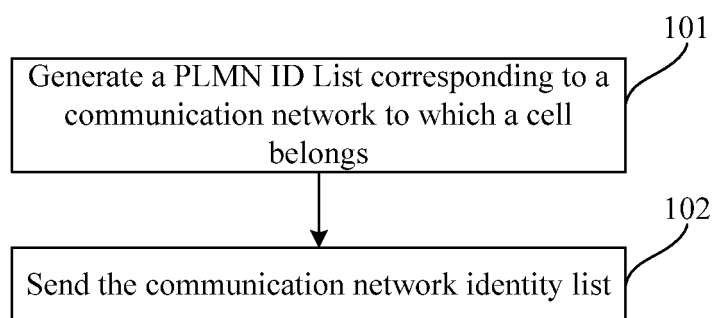 101
Generate a PLMN ID List corresponding to a
communication network to which a cell
belongs
102
Send the communication network identity list